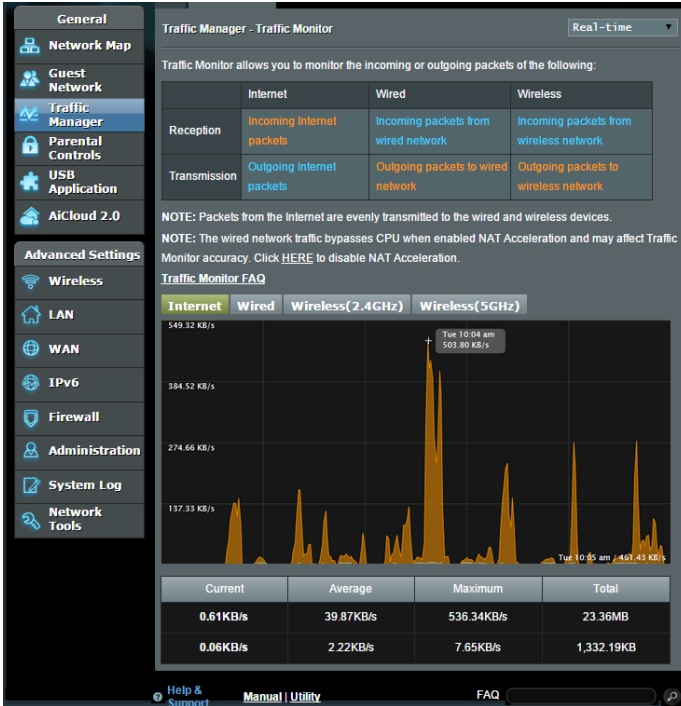 General
Network Map
Guest
Network
Traffic
Manager
Parental
Controls
USB
Application
AiCloud 2.0
Advanced Settings
Wireless
LAN
WAN
IPv6
Firewall
Administration
System Log
Network
Tools
Traffic Manager - Traffic Monitor
Real-time
Traffic Monitor allows you to monitor the incoming or outgoing packets of the following:
Internet Wired Wireless
Reception
Incoming Internet
packets
Incoming packets from
wired network
Incoming packets from
wireless network
Transmission
Outgoing Internet
packets
Outgoing packets to wired
network
Outgoing packets to
wireless network
NOTE: Packets from the Internet are evenly transmitted to the wired and wireless devices.
NOTE: The wired network traffic bypasses CPU when enabled NAT Acceleration and may affect Traffic
Monitor accuracy. Click HERE to disable NAT Acceleration.
Traffic Monitor FAQ
Internet Wired Wireless(2.4GHz) Wireless(5GHz)
549.32 KB/s
Tue 10:04 am
503.80 KB/s
384.52 KB/s
274.66 KB/s
137.33 KB/s
Tue 10:05 am / 461.43 KB/s
Current Average Maximum Total
0.61KB/s 39.87KB/s 536.34KB/s 23.36MB
0.06KB/s 2.22KB/s 7.65KB/s 1,332.19KB
Help &
Support
Manual | Utility
FAQ